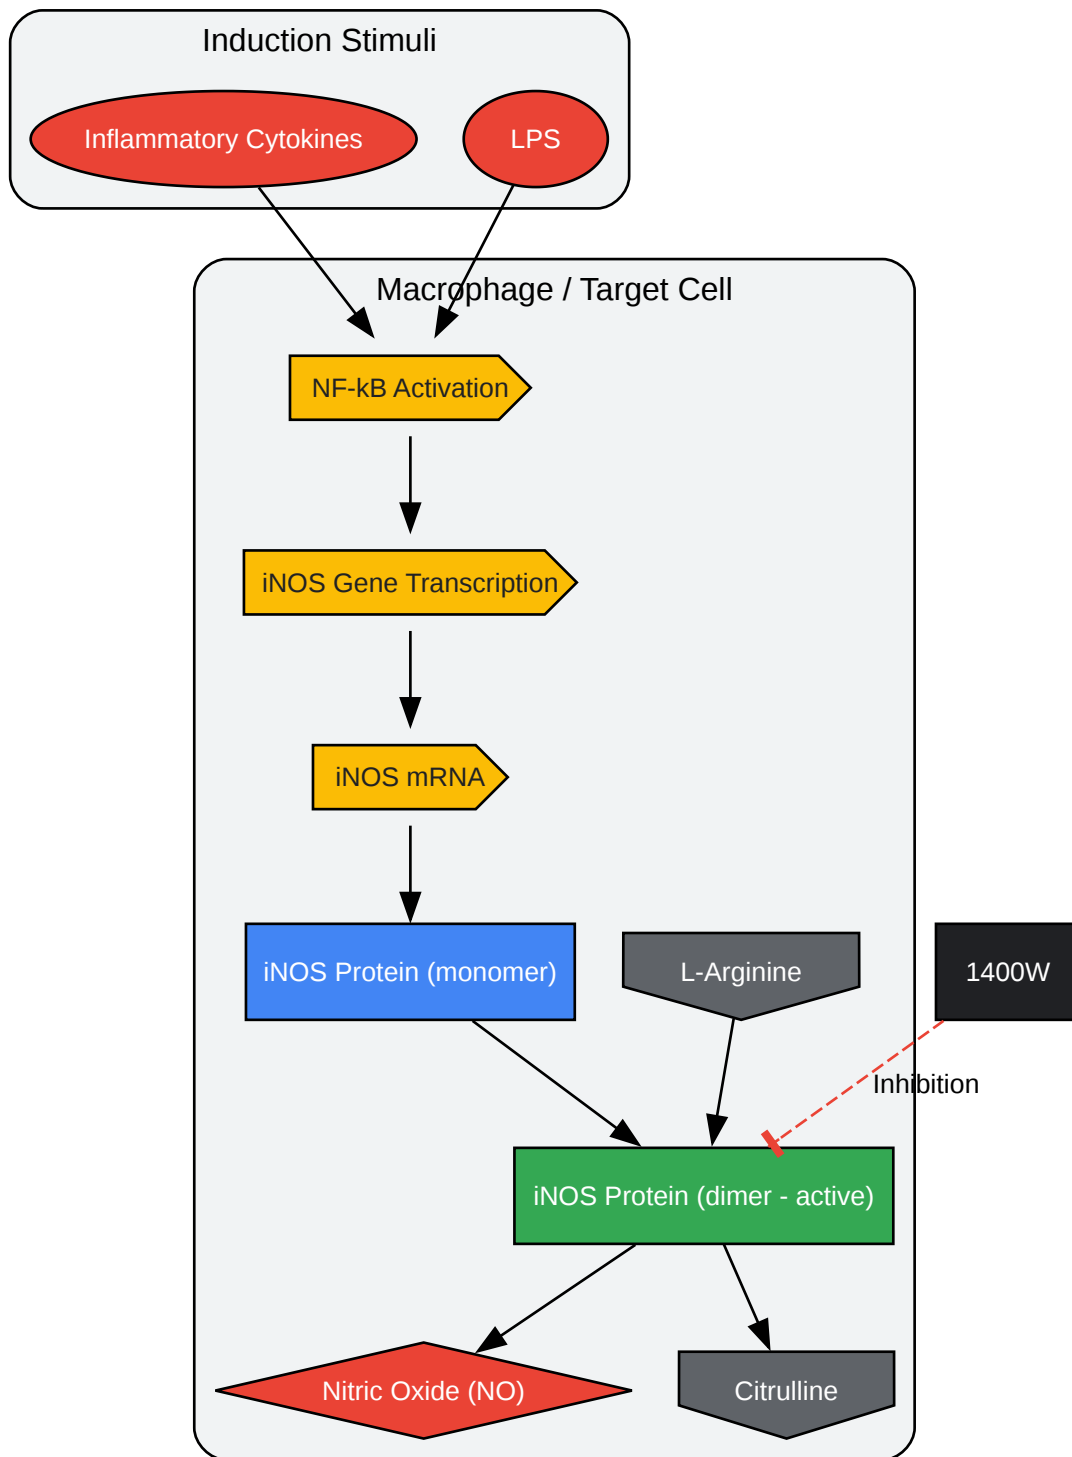 Induction Stimuli
Inflammatory Cytokines
LPS
Macrophage / Target Cell
NF-kB Activation
iNOS Gene Transcription
iNOS mRNA
iNOS Protein (monomer)
L-Arginine
1400W
Inhibition
iNOS Protein (dimer - active)
Nitric Oxide (NO)
Citrulline